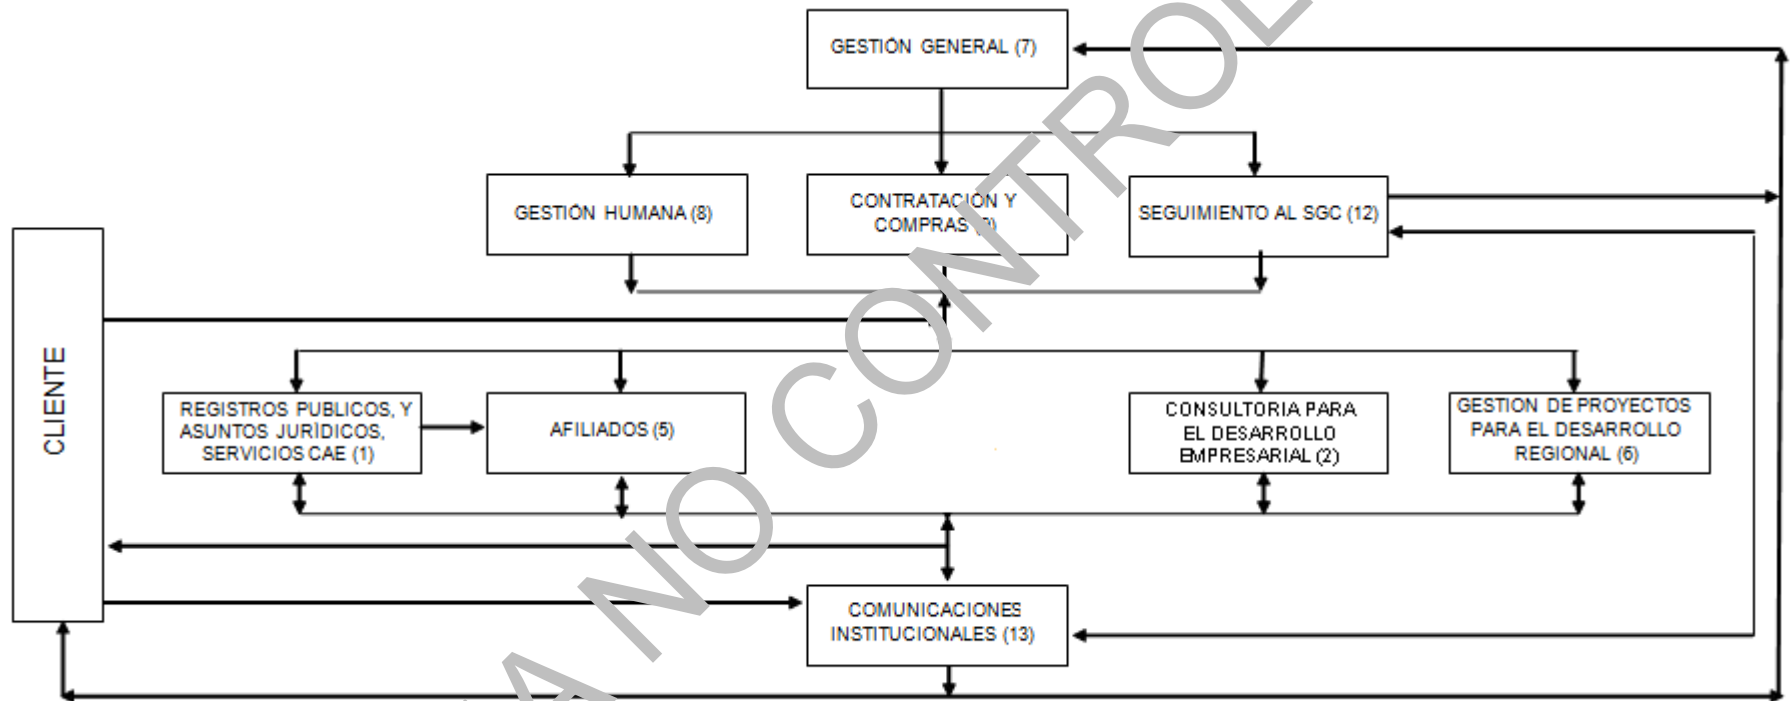 GESTIÓN GENERAL (7)
GESTIÓN HUMANA (8)
CONTRATACIÓN Y
COMPRAS
SEGUIMIENTO AL SGC (12)
CLIENTE
REGISTROS PUBLICOS, Y
ASUNTOS JURÍDICOS,
SERVICIOS CAE (1)
AFILIADOS (5)
CONSULTORIA PARA
EL DESARROLLO
EMPRESARIAL (2)
GESTION DE PROYECTOS
PARA EL DESARROLLO
REGIONAL (6)
COMUNICACIONES
INSTITUCIONALES (13)
A NO CONTROL